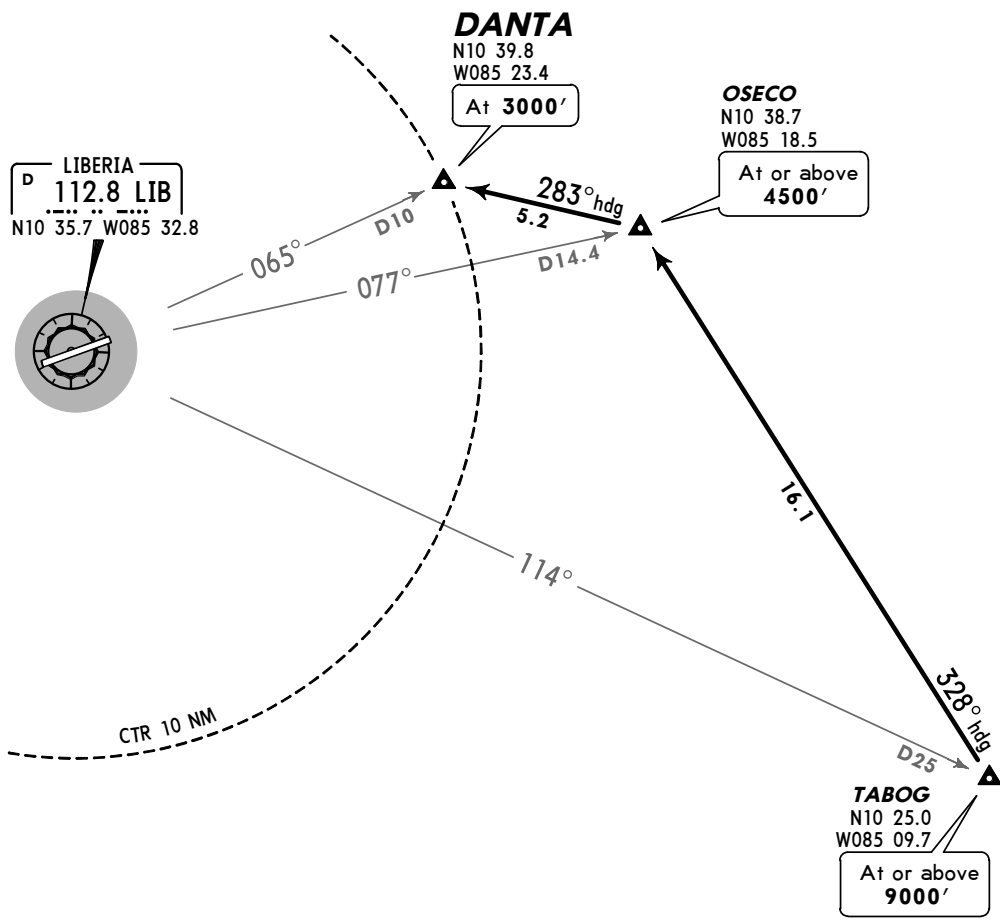 DANTA
N10 39.8
W085 23.4
At 3000′
OSECO
N10 38.7
W085 18.5
At or above
4500′
LIBERIA
D 112.8 LIB
N10 35.7 W085 32.8
283° hdg
5.2
065°
D10
077°
D14.4
16.1
114°
328° hdg
CTR 10 NM
D25
TABOG
N10 25.0
W085 09.7
At or above
9000′